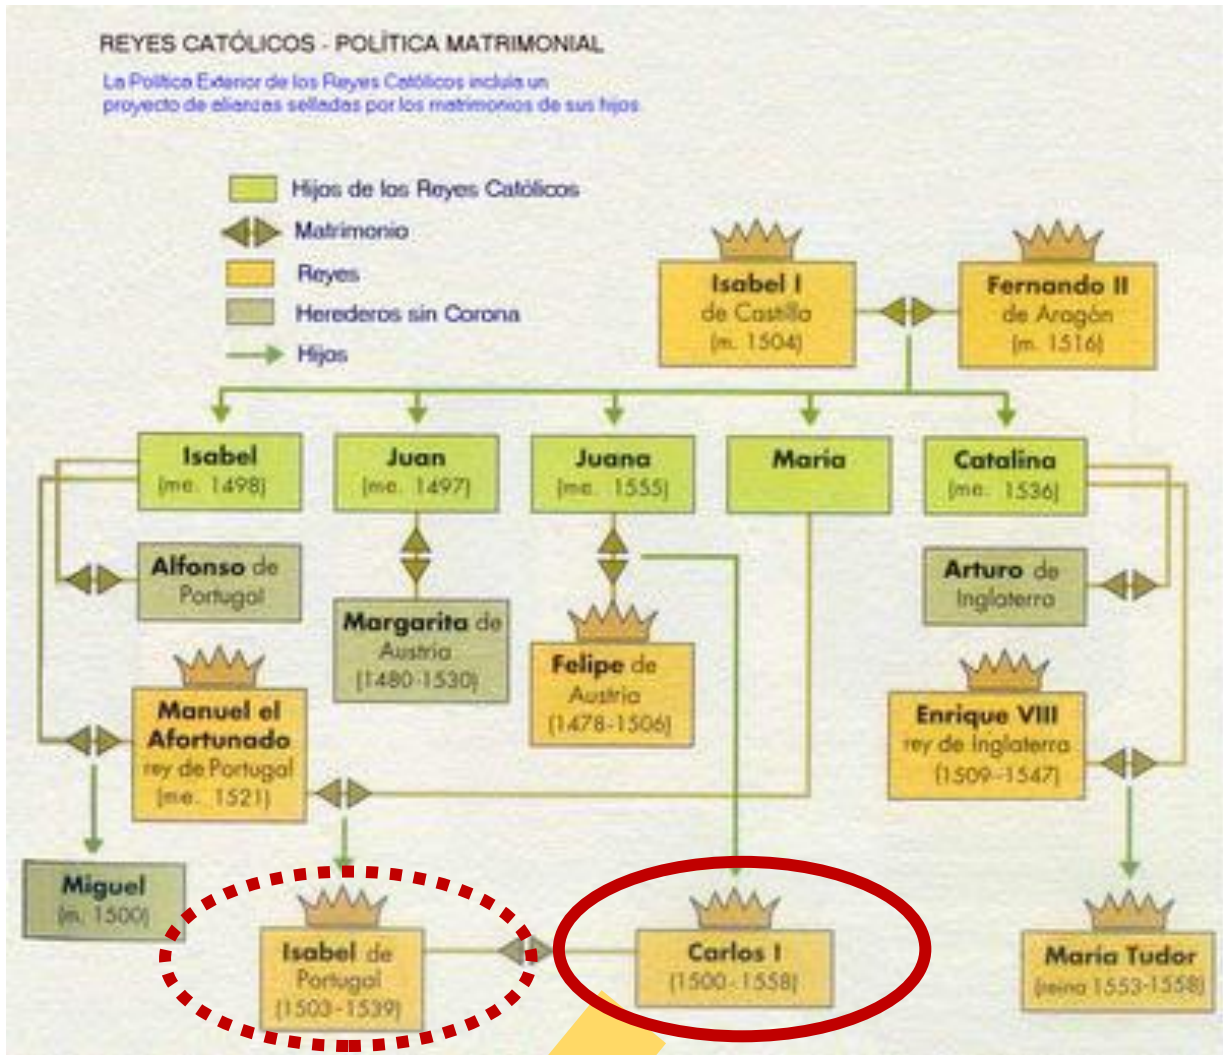 REYES CATÓLICOS - POLÍTICA MATRIMONIAL
La Política Exterior de los Reyes Católicos incluía un
proyecto de alianzas selladas por los matrimonios de sus hijos
Hijos de los Reyes Católicos
Matrimonio
Reyes
Herederos sin Corona
Hijos
Isabel I
de Castilla
(m. 1504)
Fernando II
de Aragón
(m. 1516)
Isabel
(me. 1498)
Juan
(me. 1497)
Juana
(me. 1555)
María
Catalina
(me. 1536)
Alfonso de
Portugal
Margarita de
Austria
(1480-1530)
Felipe de
Austria
(1478-1506)
Arturo de
Inglaterra
Manuel el
Afortunado
rey de Portugal
(me. 1521)
Enrique VIII
rey de Inglaterra
(1509-1547)
Miguel
(m. 1500)
Isabel de
Portugal
(1503-1539)
Carlos I
(1500-1558)
María Tudor
(reina 1553-1558)